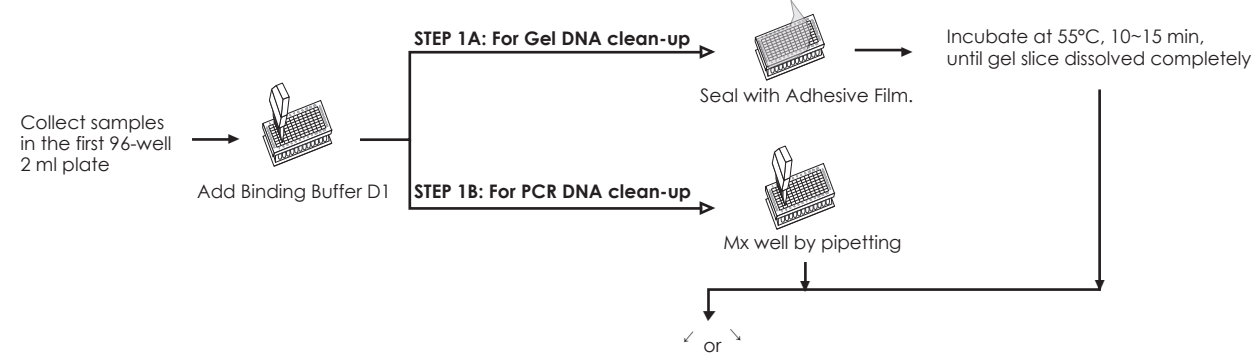 STEP 1A: For Gel DNA clean-up
Incubate at 55°C, 10~15 min,
until gel slice dissolved completely
Seal with Adhesive Film.
Collect samples
in the first 96-well
2 ml plate
Add Binding Buffer D1
STEP 1B: For PCR DNA clean-up
Mx well by pipetting
or